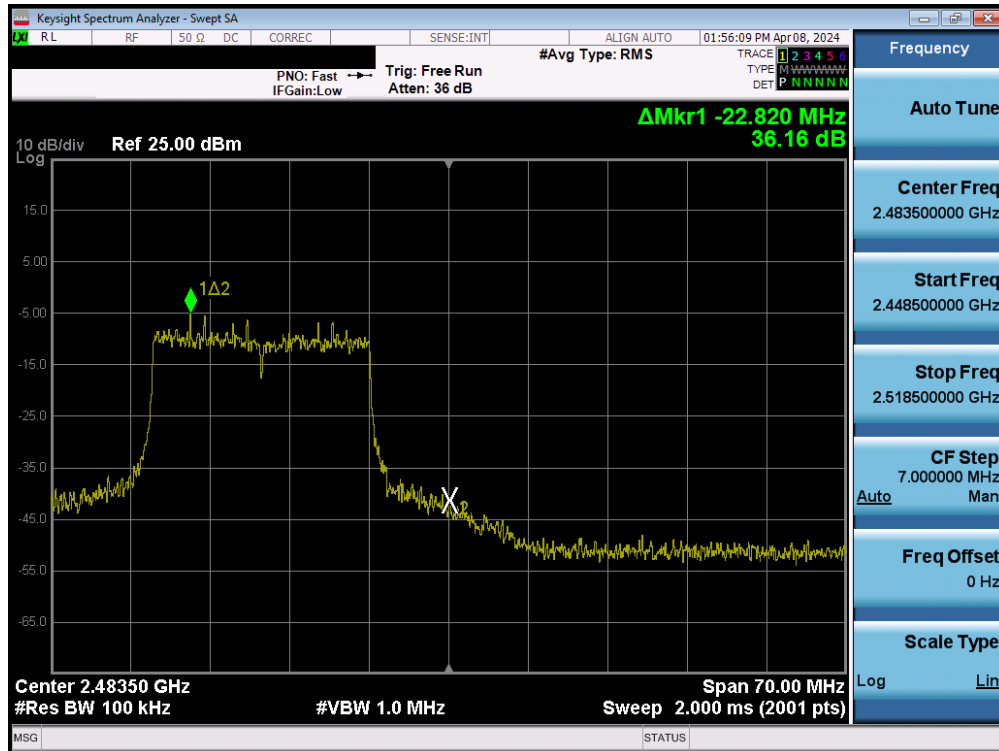 Keysight Spectrum Analyzer - Swept SA
LXI RL RF 50 Ω DC CORREC SENSE:INT ALIGN AUTO 01:56:09 PM Apr 08, 2024
#Avg Type: RMS
TRACE 1 2 3 4 5 6
TYPE M WWWWW
DET P N N N N N
PNO: Fast
IFGain:Low
Trig: Free Run
Atten: 36 dB
ΔMkr1 -22.820 MHz
36.16 dB
10 dB/div
Log
Ref 25.00 dBm
15.0
5.00
-5.00
-15.0
-25.0
-35.0
-45.0
-55.0
-65.0
1Δ2
X2
Center 2.48350 GHz
#Res BW 100 kHz
#VBW 1.0 MHz
Span 70.00 MHz
Sweep 2.000 ms (2001 pts)
MSG
STATUS
Frequency
Auto Tune
Center Freq
2.483500000 GHz
Start Freq
2.448500000 GHz
Stop Freq
2.518500000 GHz
CF Step
7.000000 MHz
Auto Man
Freq Offset
0 Hz
Scale Type
Log Lin